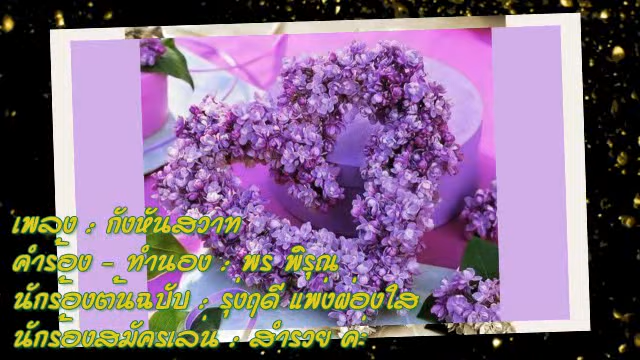 เพลง : กังหันสวาท
คำร้อง - ทำนอง : พร พิรุณ
นักร้องต้นฉบับ : รุ่งฤดี แพ่งผ่องใส
นักร้องสมัครเล่น : สำรวย ค่ะ